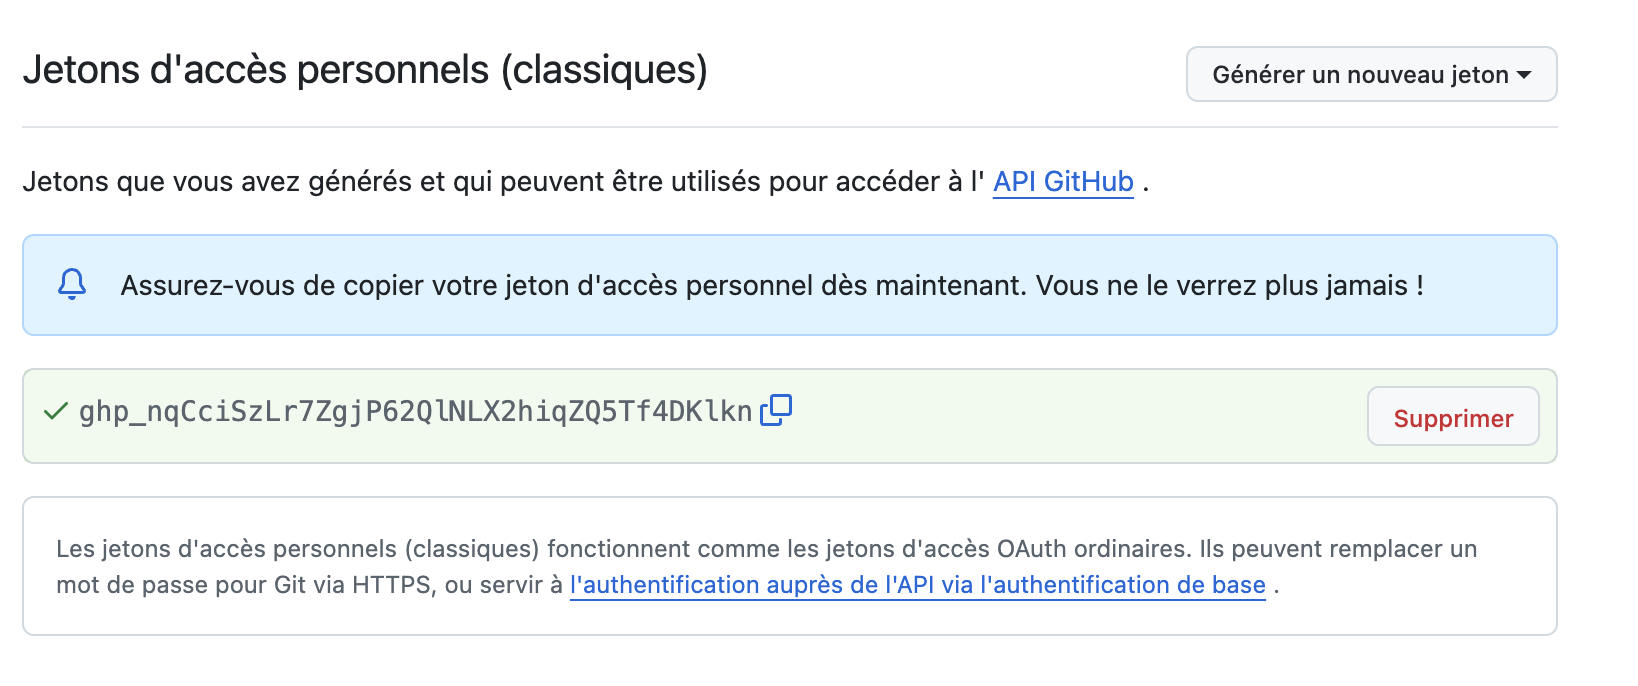 Jetons d'accès personnels (classiques)
Générer un nouveau jeton
Jetons que vous avez générés et qui peuvent être utilisés pour accéder à l' API GitHub .
Assurez-vous de copier votre jeton d'accès personnel dès maintenant. Vous ne le verrez plus jamais !
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
Supprimer
Les jetons d'accès personnels (classiques) fonctionnent comme les jetons d'accès OAuth ordinaires. Ils peuvent remplacer un
mot de passe pour Git via HTTPS, ou servir à l'authentification auprès de l'API via l'authentification de base .